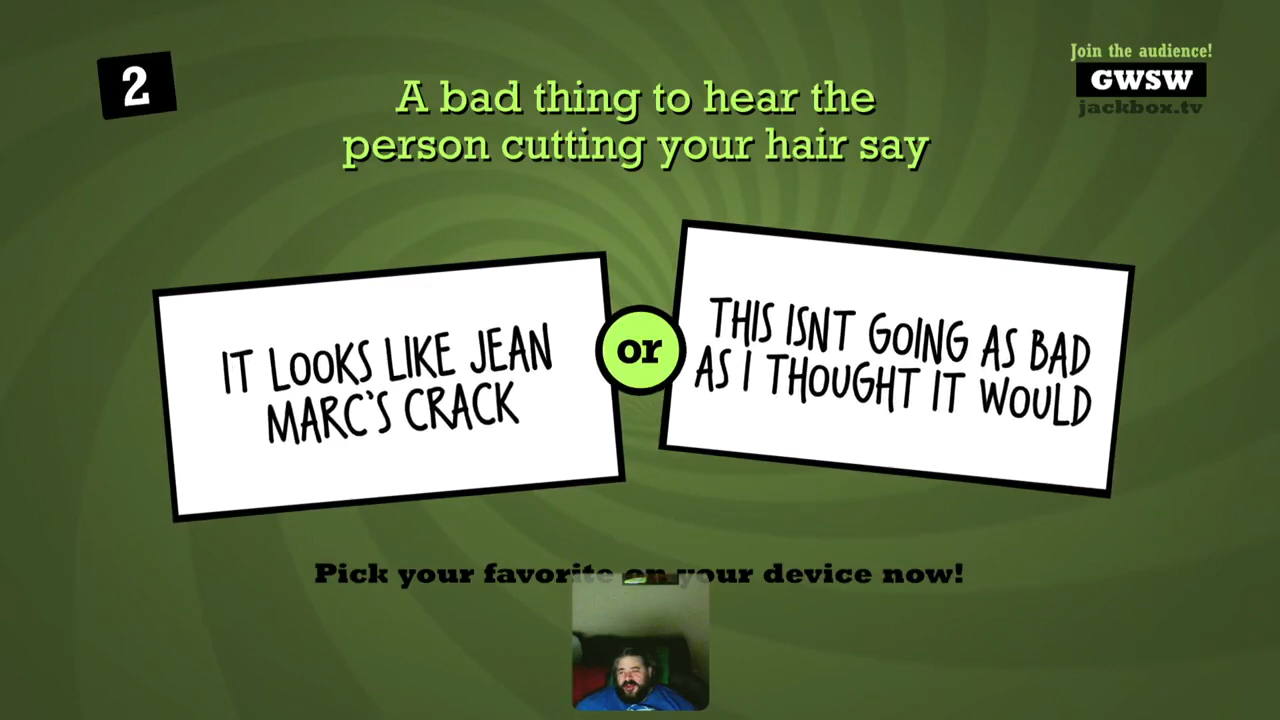 2
Join the audience!
GWSW
jackbox.tv
A bad thing to hear the
person cutting your hair say
IT LOOKS LIKE JEAN
MARC'S CRACK
or
THIS ISNT GOING AS BAD
AS I THOUGHT IT WOULD
Pick your favorite on your device now!